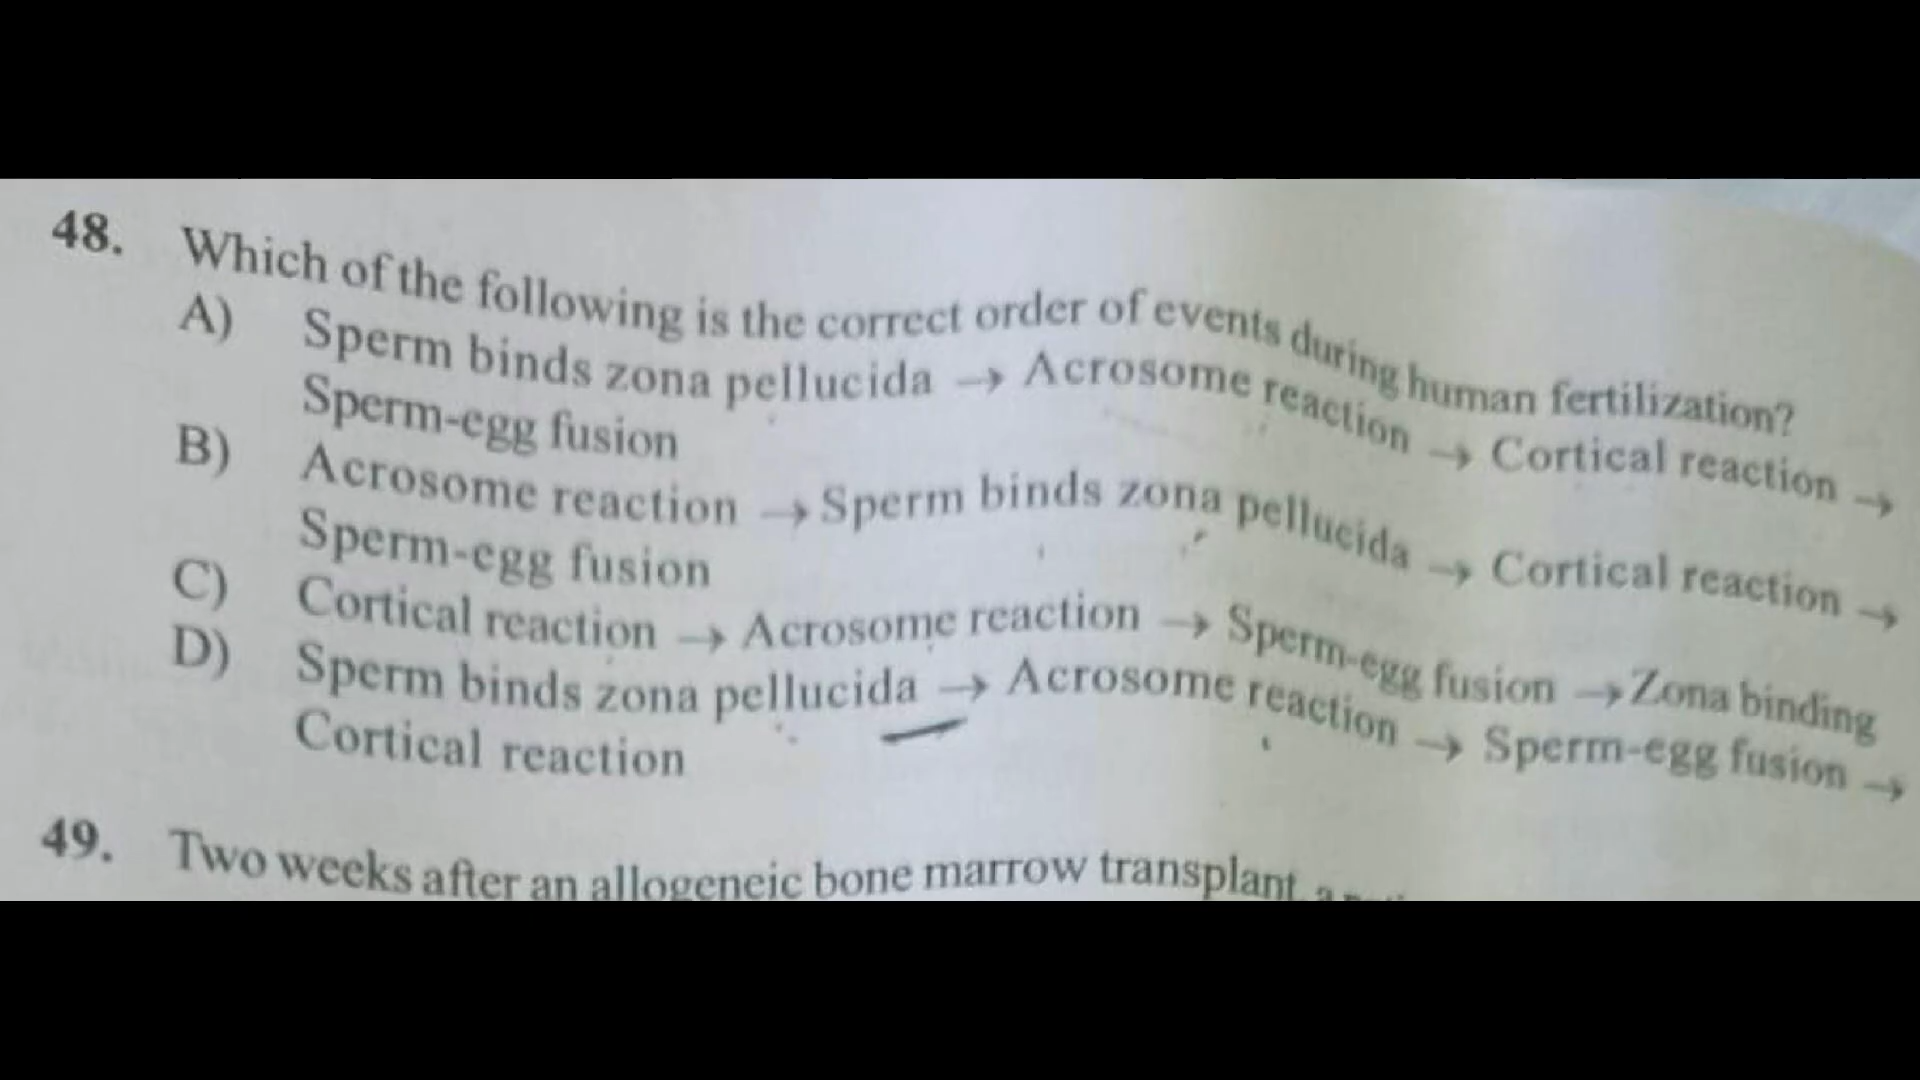 48. Which of the following is the correct order of events during human fertilization?
A) Sperm binds zona pellucida → Acrosome reaction → Cortical reaction →
Sperm-egg fusion
B) Acrosome reaction → Sperm binds zona pellucida → Cortical reaction →
Sperm-egg fusion
C) Cortical reaction → Acrosome reaction → Sperm-egg fusion → Zona binding
D) Sperm binds zona pellucida → Acrosome reaction → Sperm-egg fusion →
Cortical reaction
49. Two weeks after an allogeneic bone marrow transplant, a